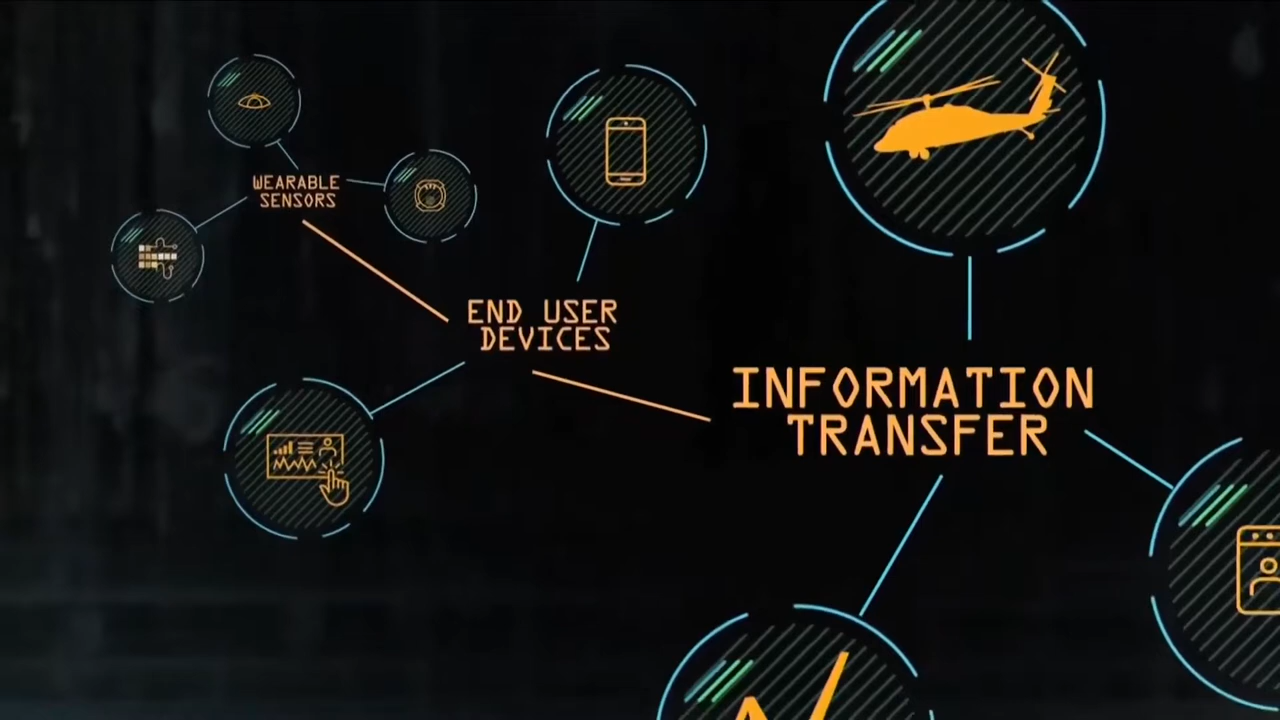 WEARABLE
SENSORS
END USER
DEVICES
INFORMATION
TRANSFER